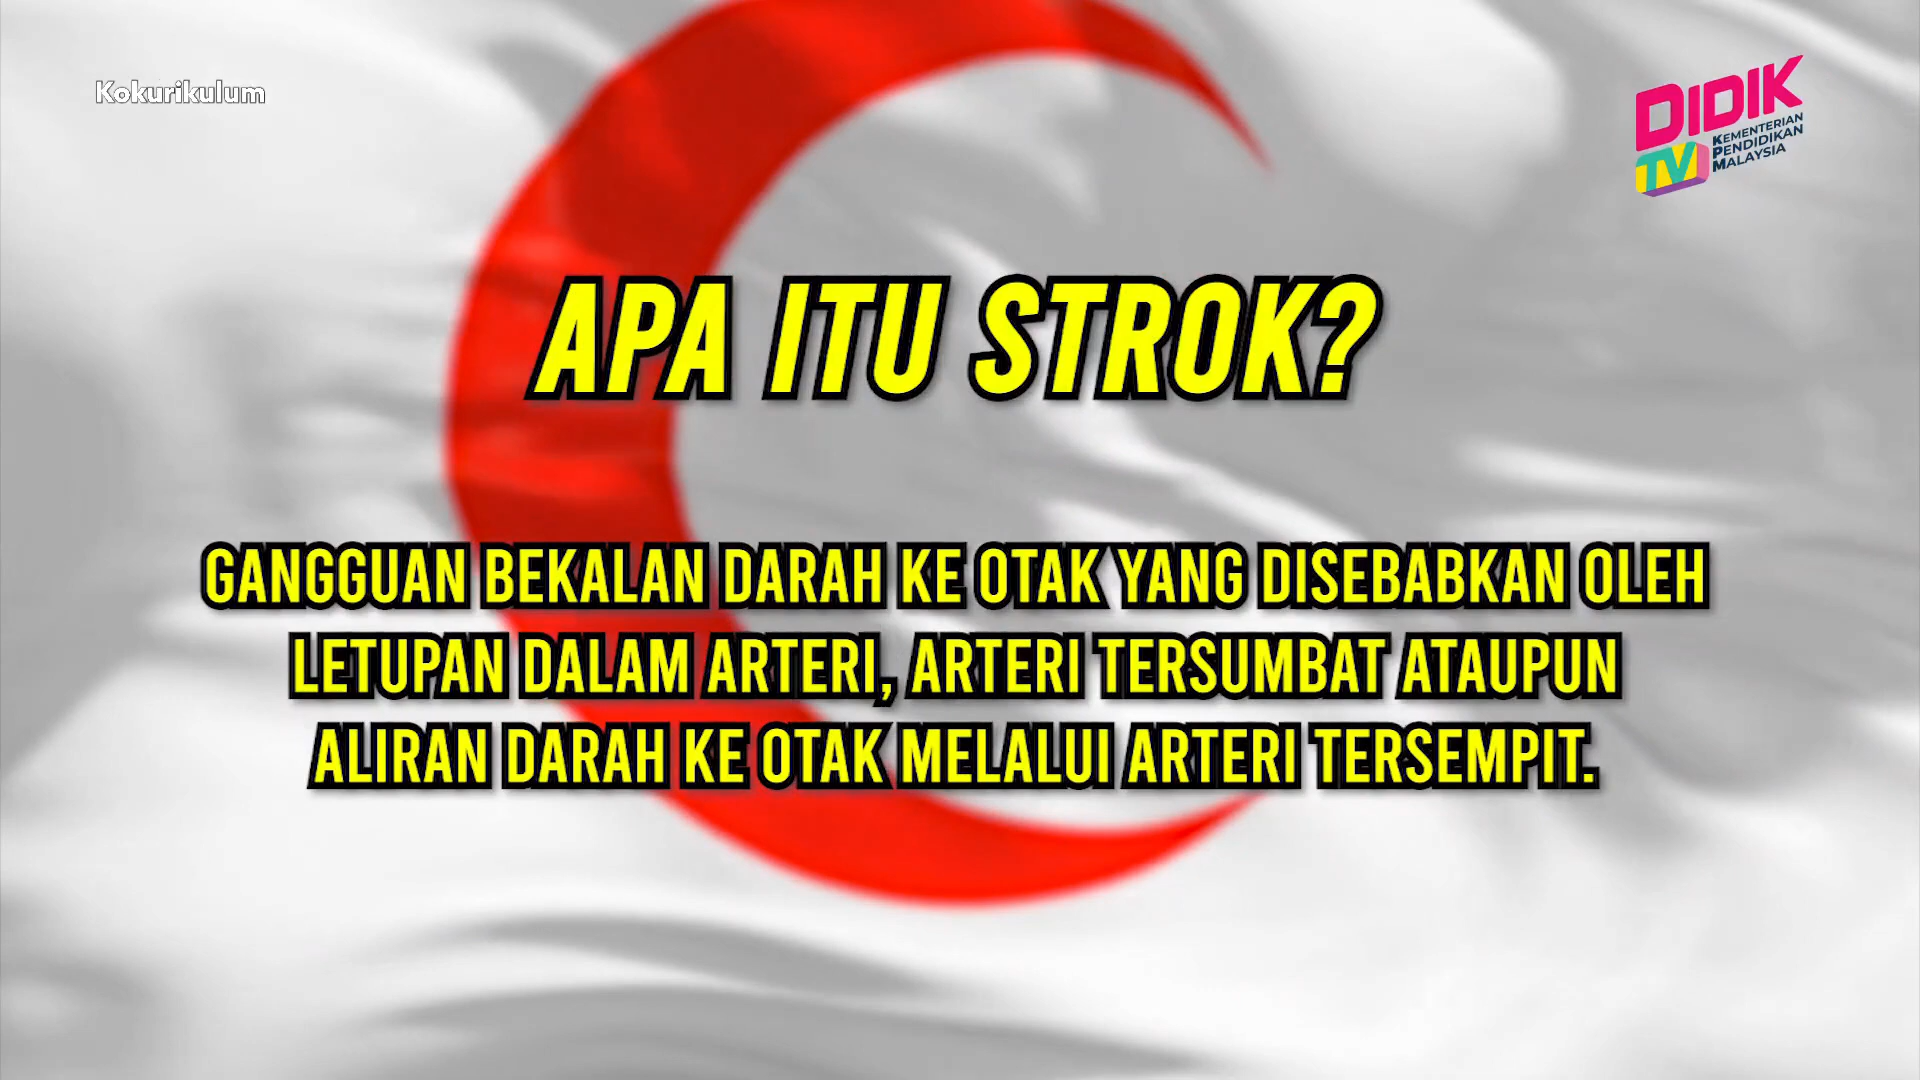 Kokurikulum
DIDIK
TV
KEMENTERIAN
PENDIDIKAN
MALAYSIA
APA ITU STROK?
GANGGUAN BEKALAN DARAH KE OTAK YANG DISEBABKAN OLEH
LETUPAN DALAM ARTERI, ARTERI TERSUMBAT ATAUPUN
ALIRAN DARAH KE OTAK MELALUI ARTERI TERSEMPIT.